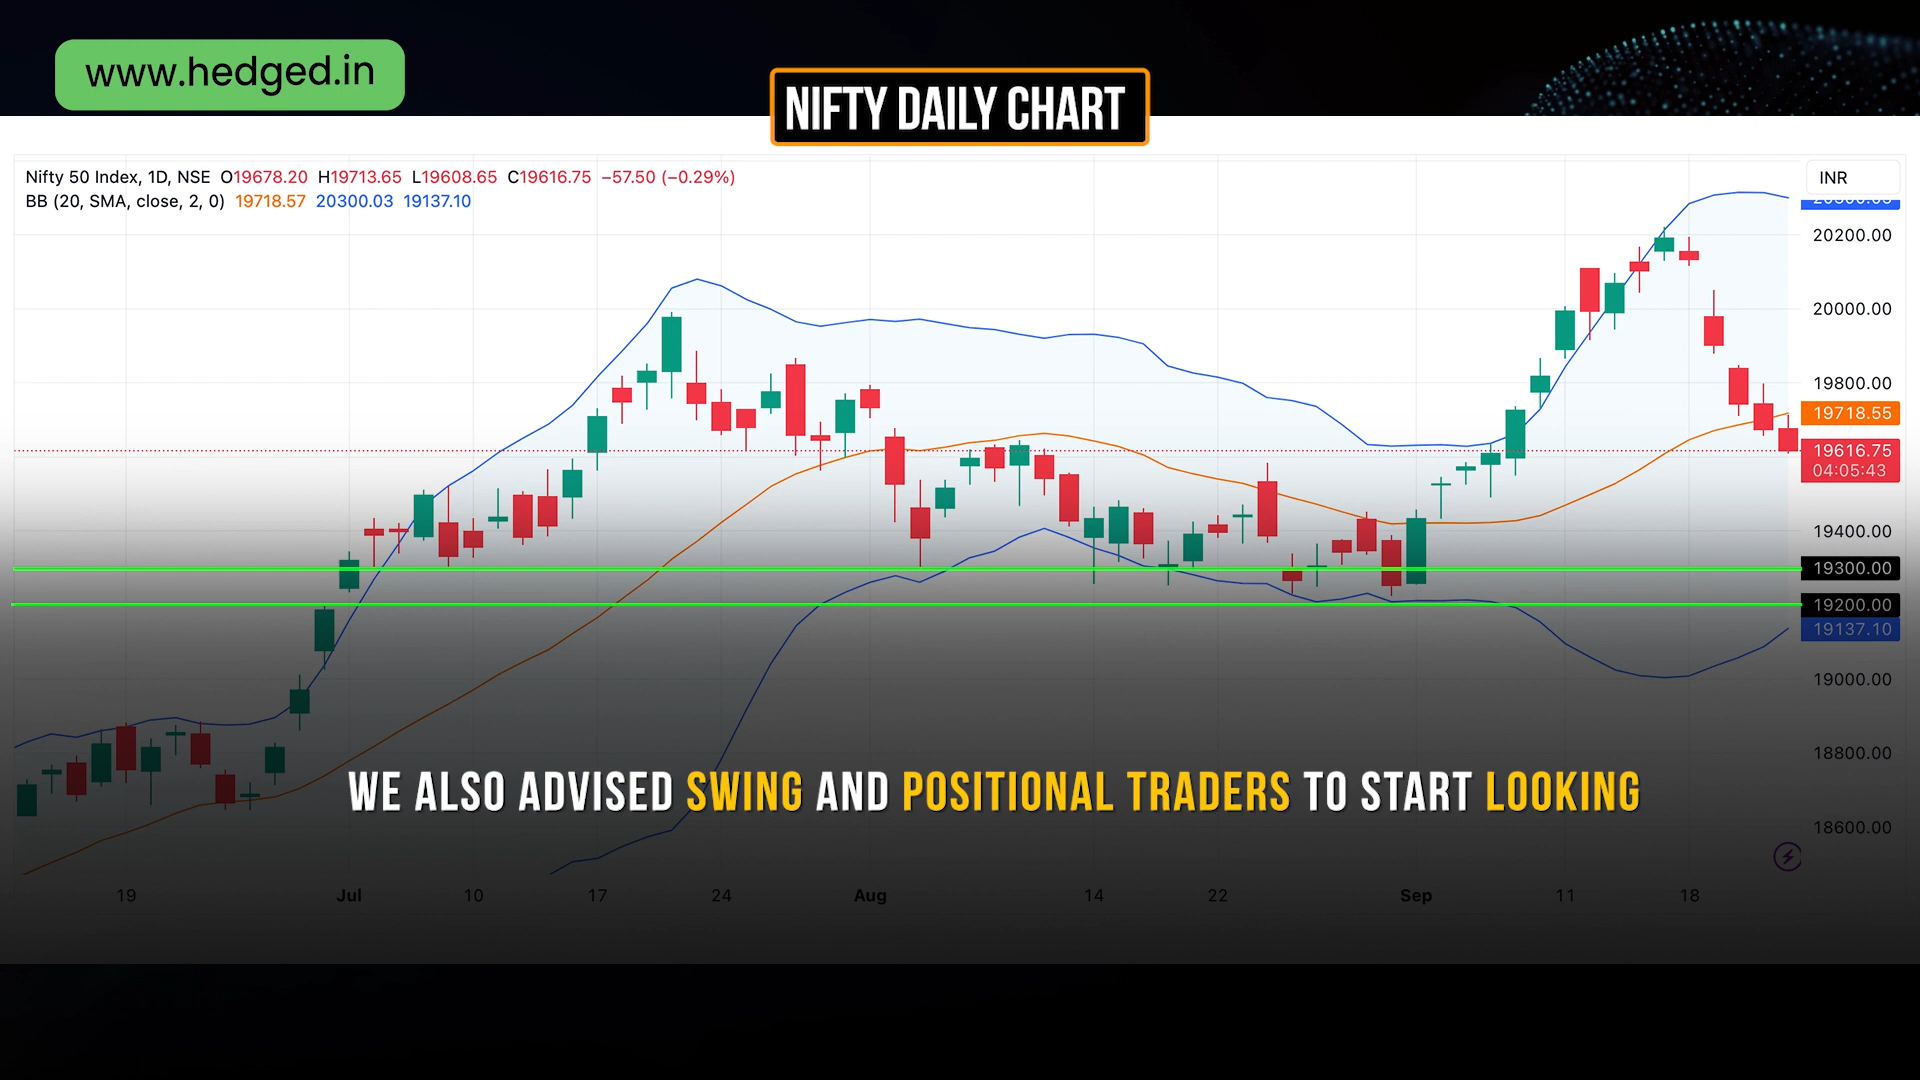 www.hedged.in
NIFTY DAILY CHART
Nifty 50 Index, 1D, NSE O19678.20 H19713.65 L19608.65 C19616.75 −57.50 (−0.29%)
BB (20, SMA, close, 2, 0) 19718.57 20300.03 19137.10
INR
20200.00
20000.00
19800.00
19718.55
19616.75
04:05:43
19400.00
19300.00
19200.00
19137.10
19000.00
18800.00
WE ALSO ADVISED SWING AND POSITIONAL TRADERS TO START LOOKING
18600.00
19 Jul 10 17 24 Aug 14 22 Sep 11 18